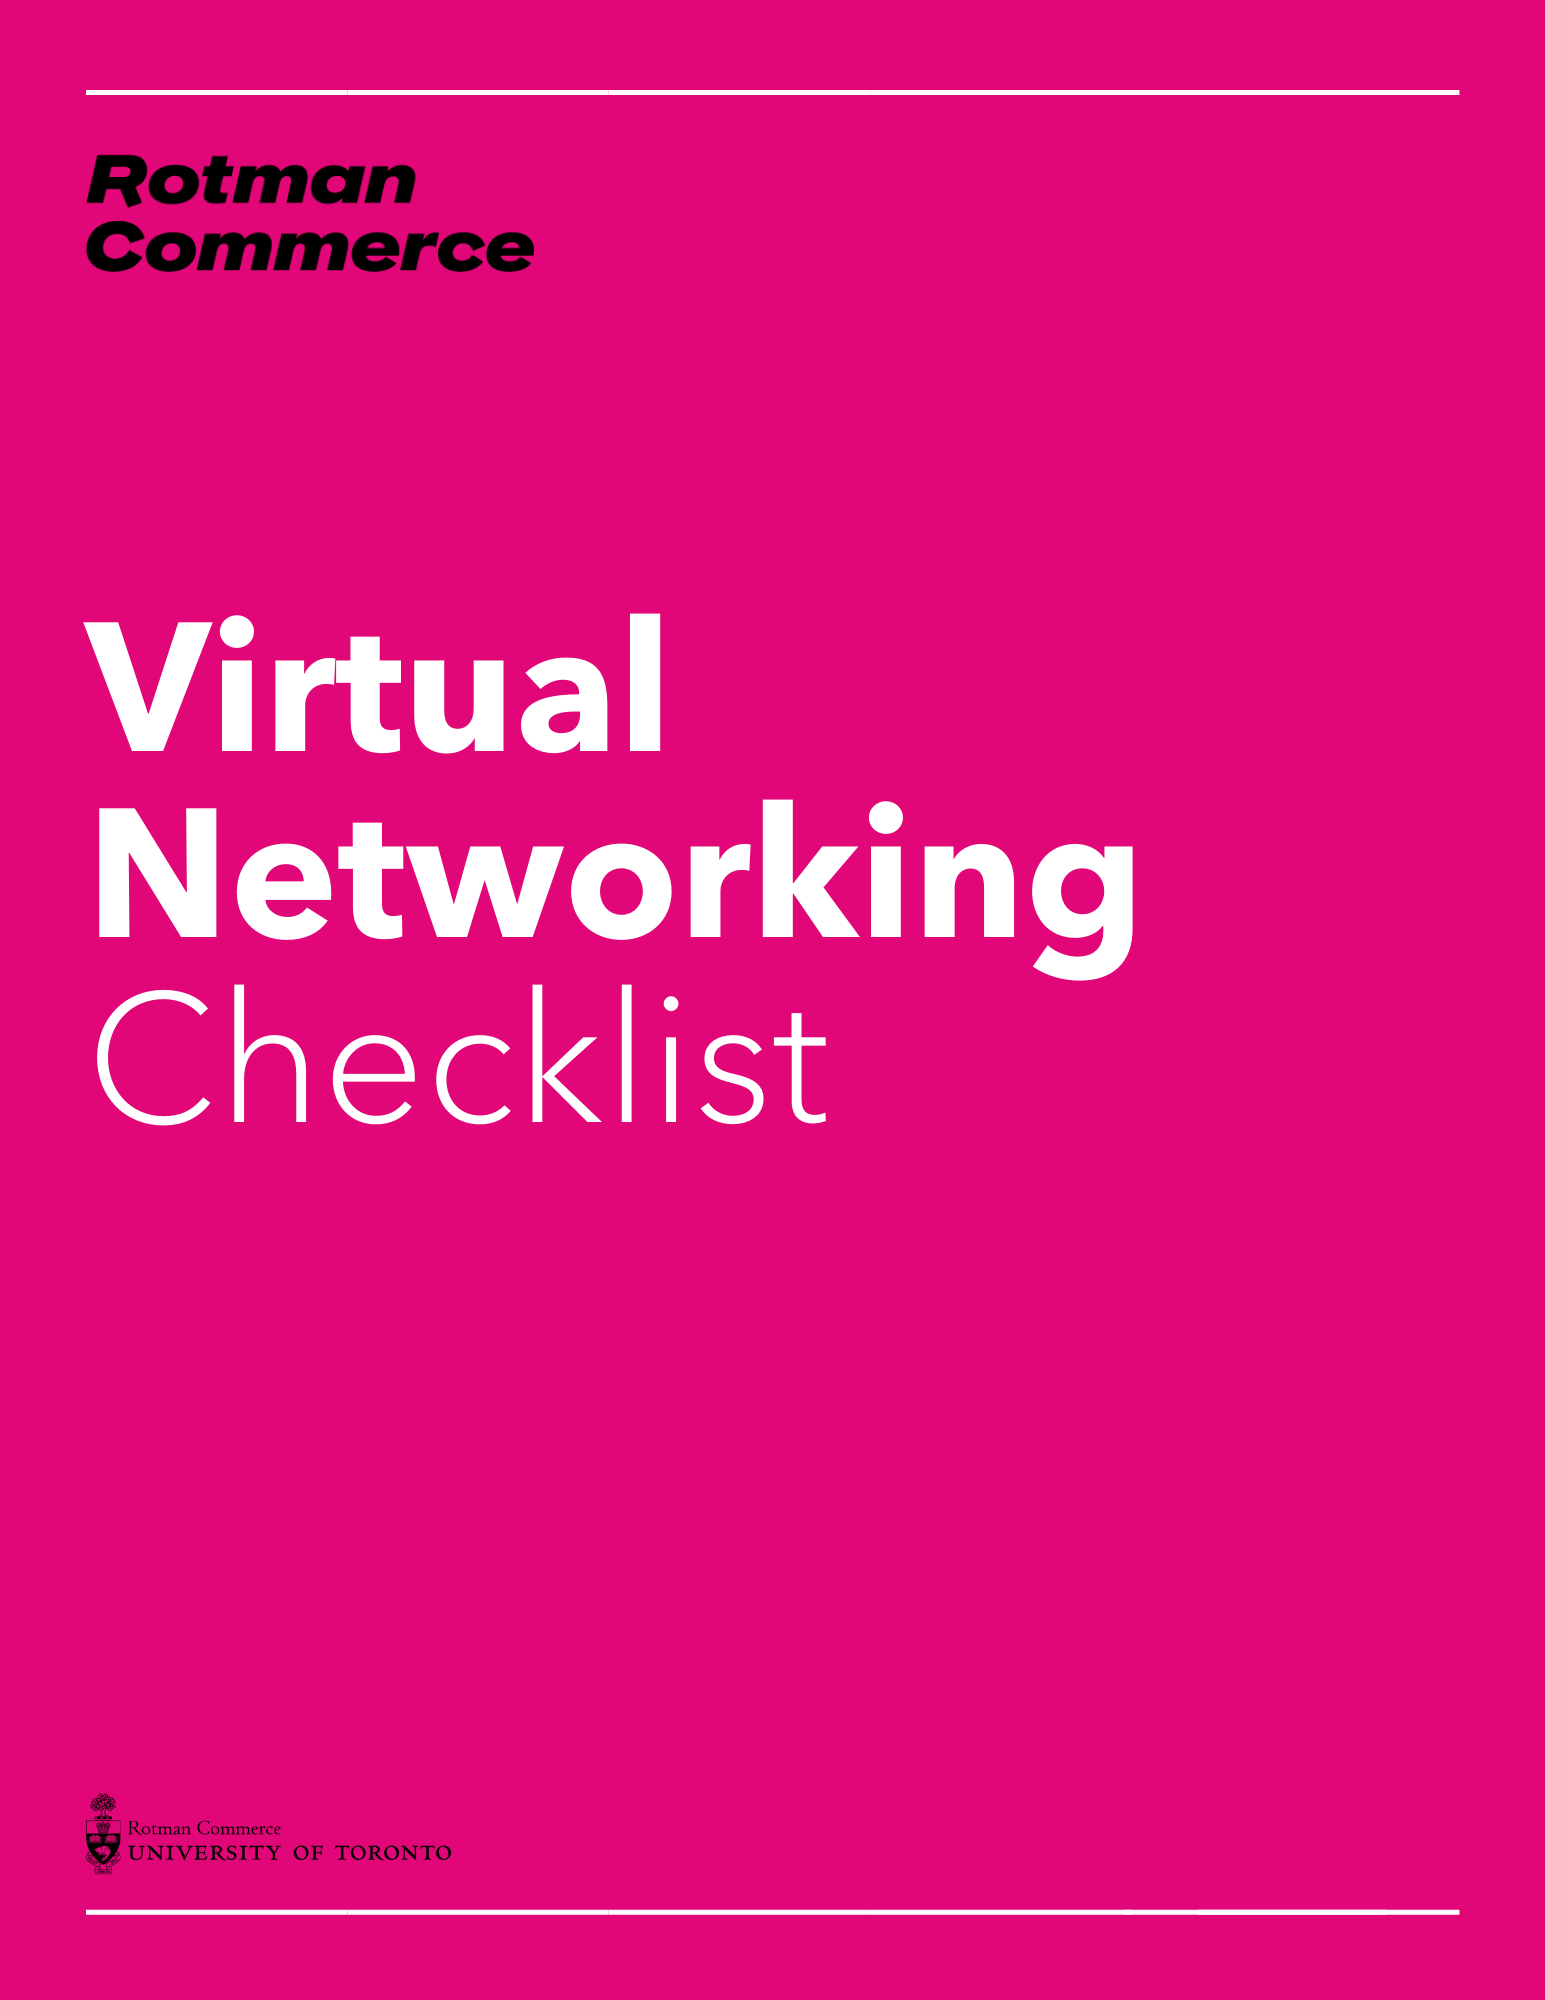 Rotman
Commerce
Virtual
Networking
Checklist
Rotman Commerce
UNIVERSITY OF TORONTO